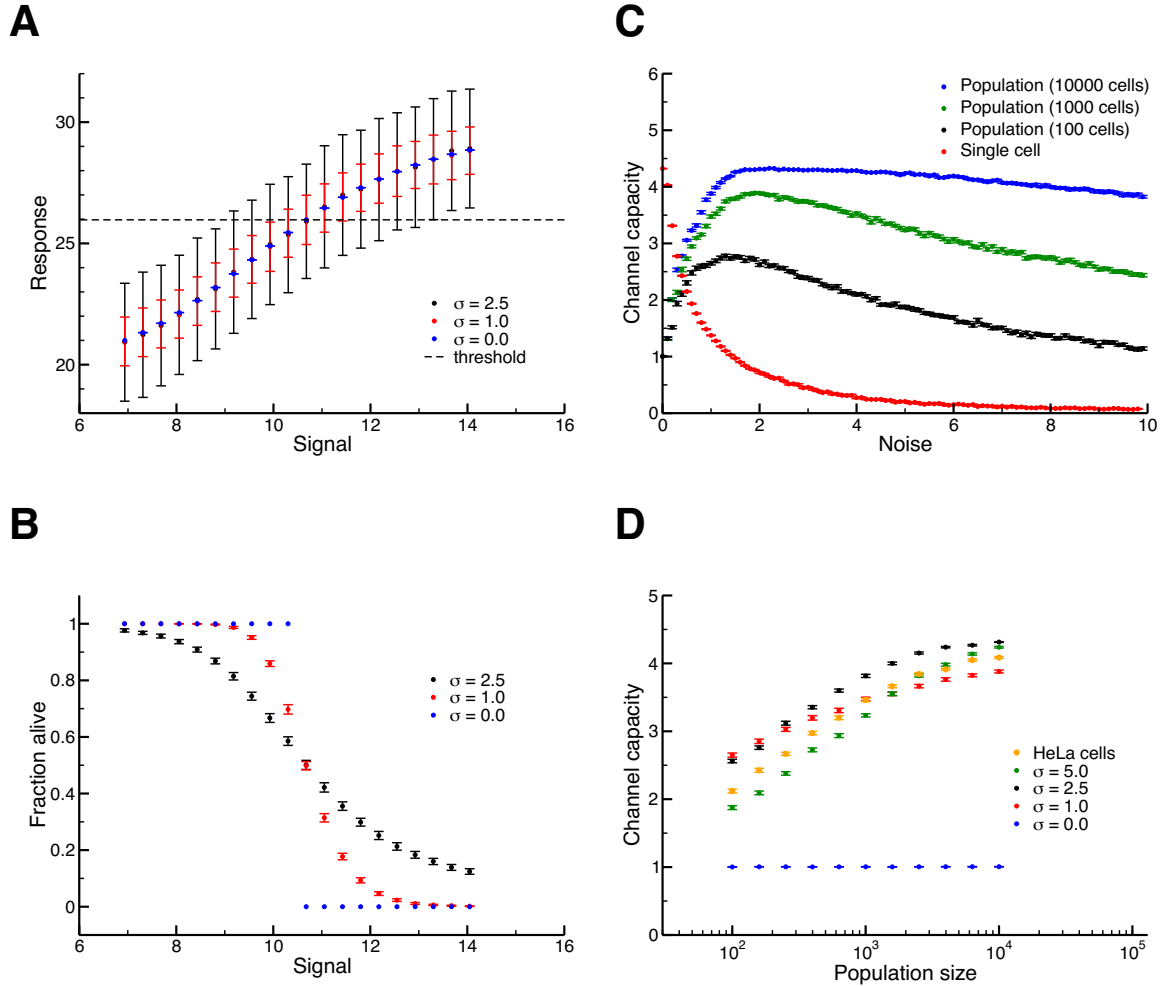 A
30
25
20
Response
σ = 2.5
σ = 1.0
σ = 0.0
threshold
6 8 10 12 14 16
Signal
C
6
5
4
3
2
1
0
Channel capacity
Population (10000 cells)
Population (1000 cells)
Population (100 cells)
Single cell
0 2 4 6 8 10
Noise
B
1
0.8
0.6
0.4
0.2
0
Fraction alive
σ = 2.5
σ = 1.0
σ = 0.0
6 8 10 12 14 16
Signal
D
5
4
3
2
1
0
Channel capacity
HeLa cells
σ = 5.0
σ = 2.5
σ = 1.0
σ = 0.0
10² 10³ 10⁴ 10⁵
Population size